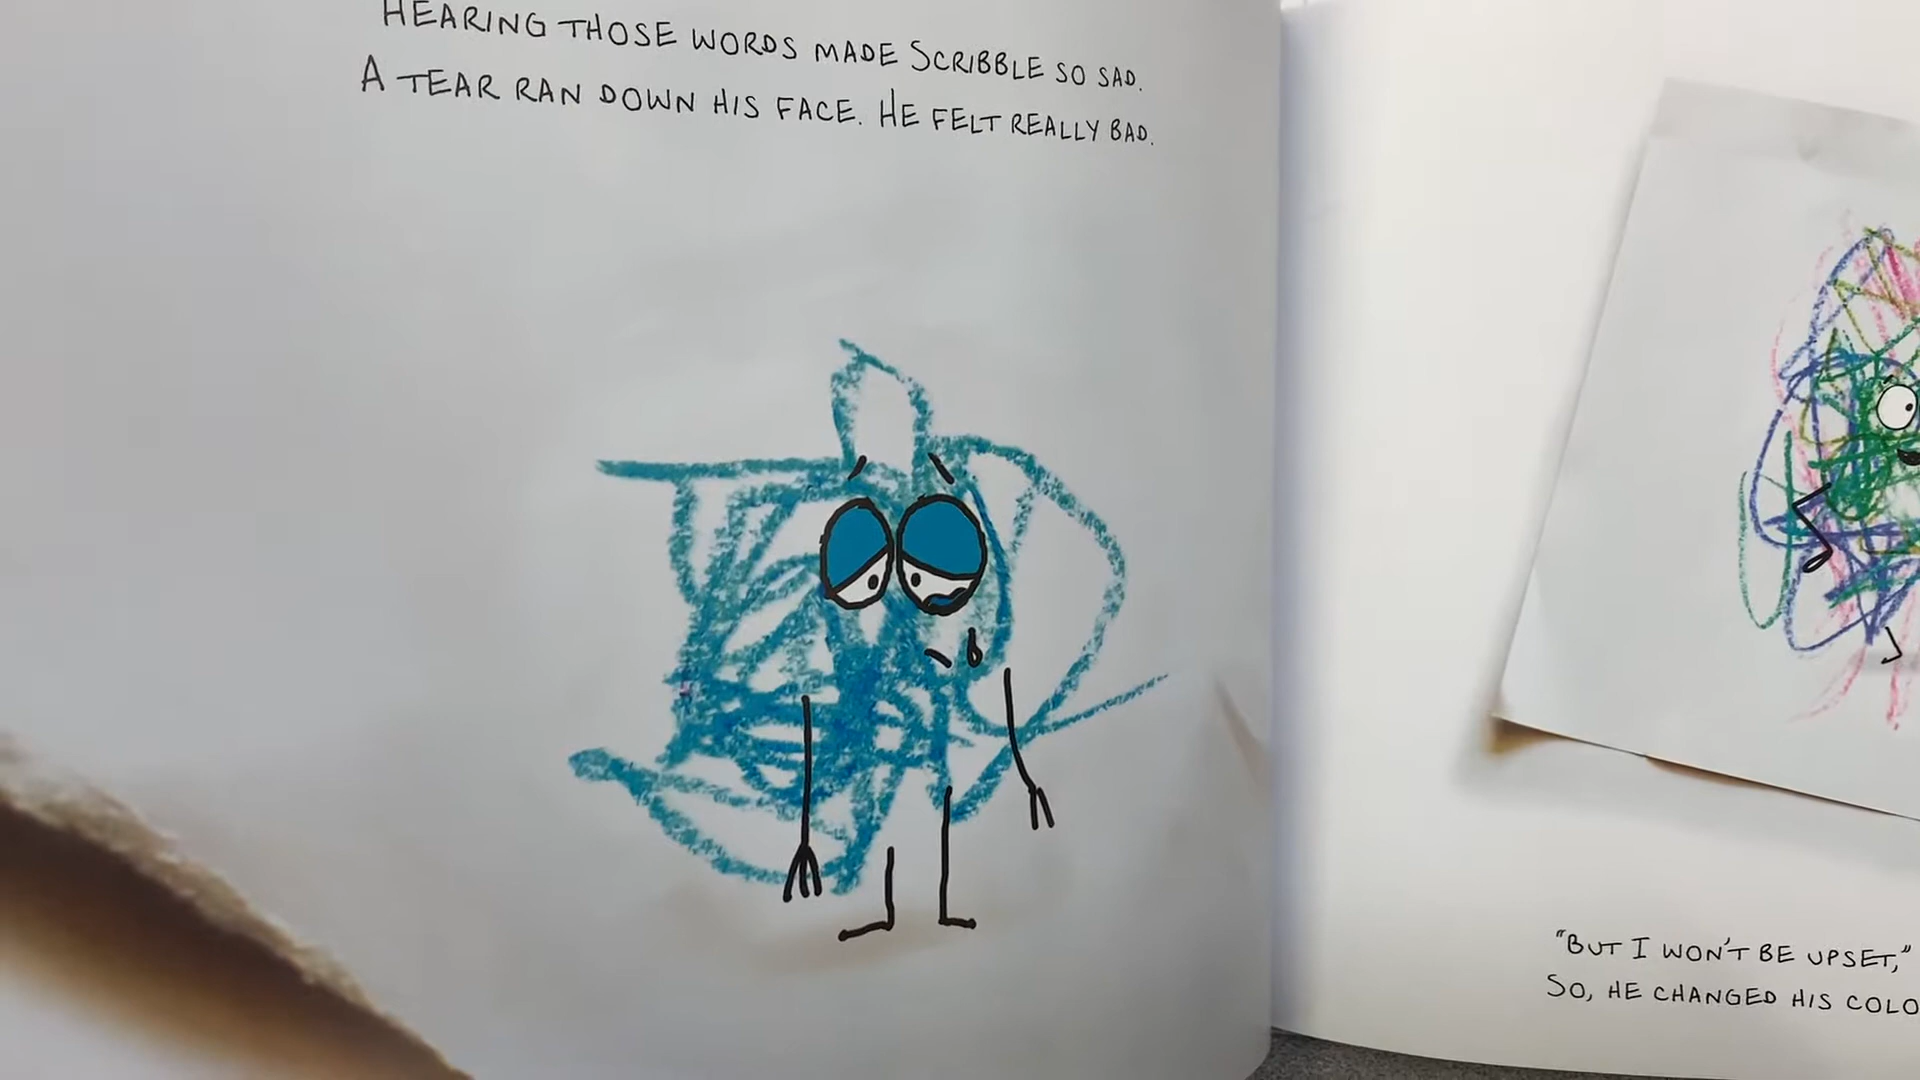 HEARING THOSE WORDS MADE SCRIBBLE SO SAD.
A TEAR RAN DOWN HIS FACE. HE FELT REALLY BAD.
"BUT I WON'T BE UPSET,"
SO, HE CHANGED HIS COLO